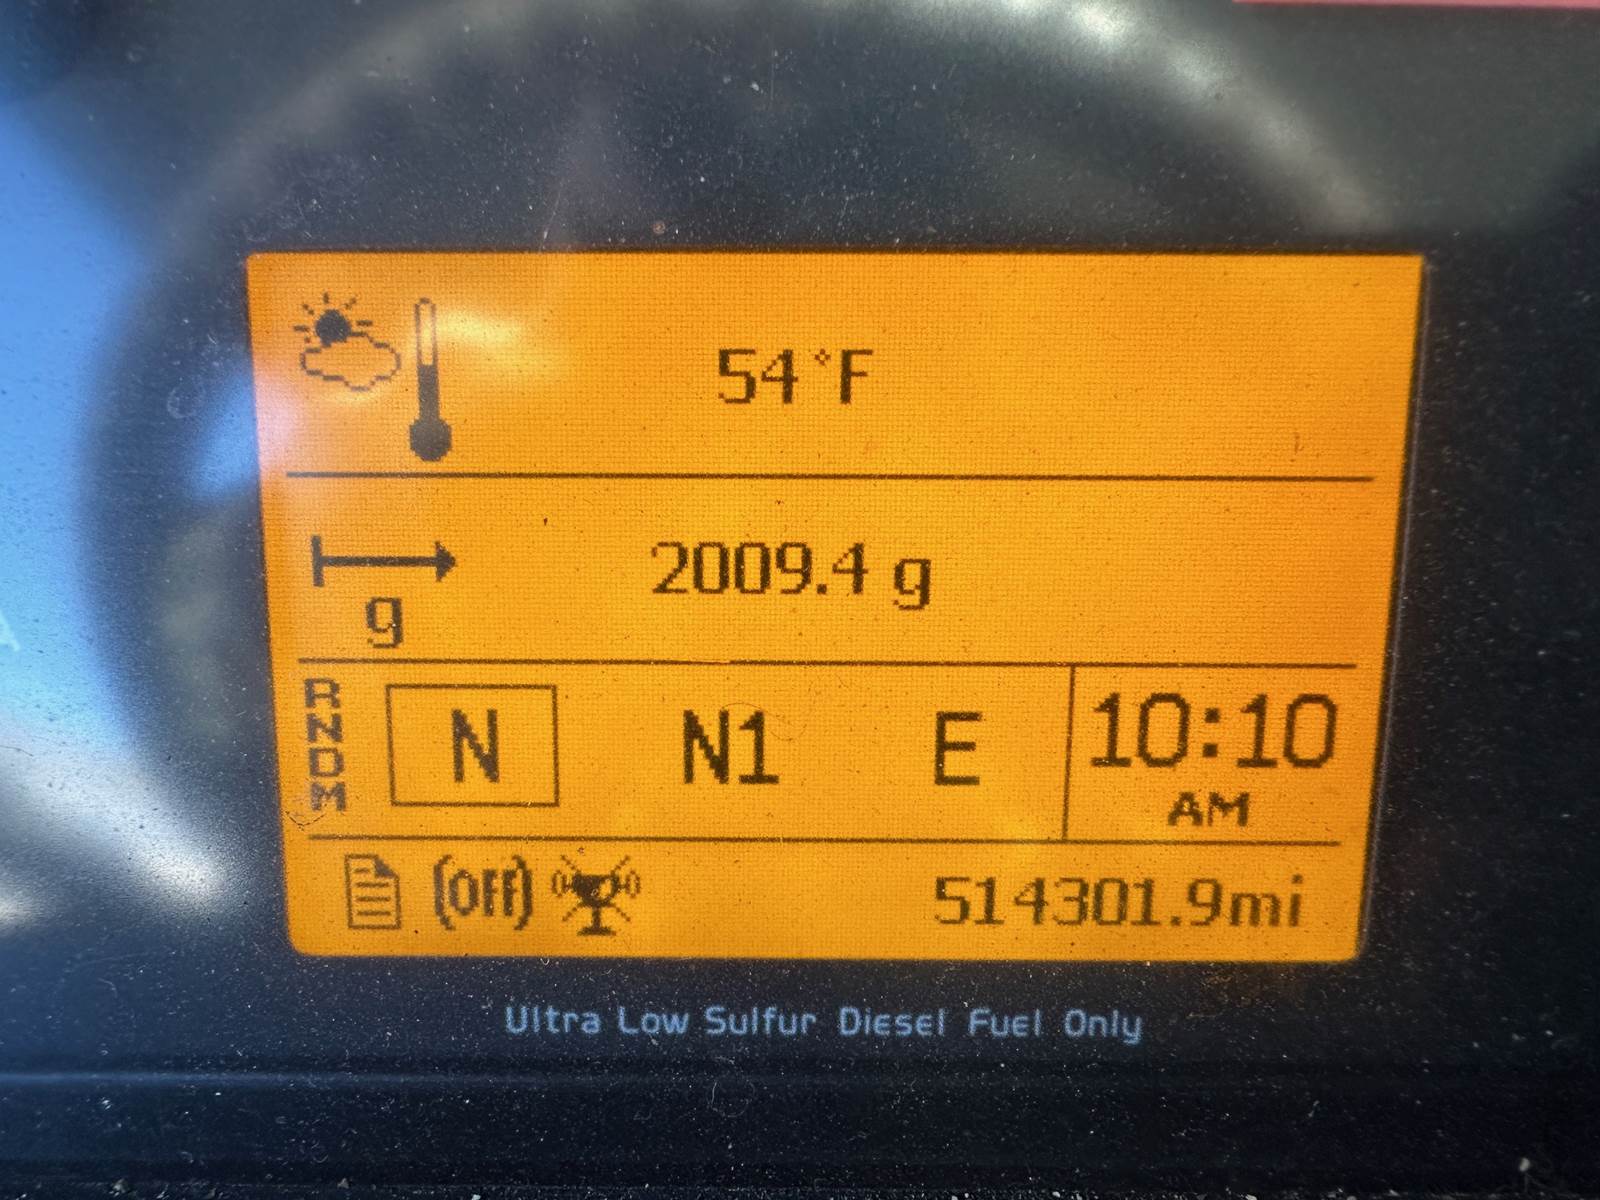 54°F
2009.4 g
g
RNDM
N N1 E
10:10
AM
(OFF)
514301.9mi
Ultra Low Sulfur Diesel Fuel Only